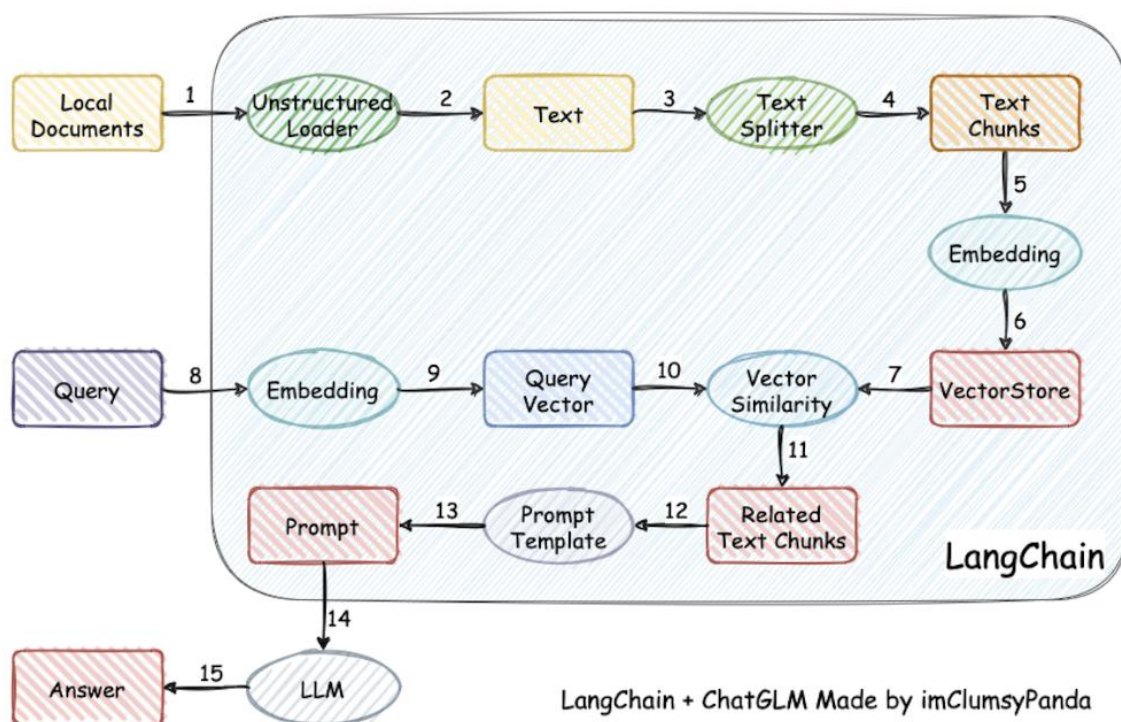 1
2
3
4
Local
Documents
Unstructured
Loader
Text
Text
Splitter
Text
Chunks
5
Embedding
6
8
9
10
7
Query
Embedding
Query
Vector
Vector
Similarity
VectorStore
11
13
12
Prompt
Prompt
Template
Related
Text Chunks
LangChain
14
15
Answer
LLM
LangChain + ChatGLM Made by imClumsyPanda